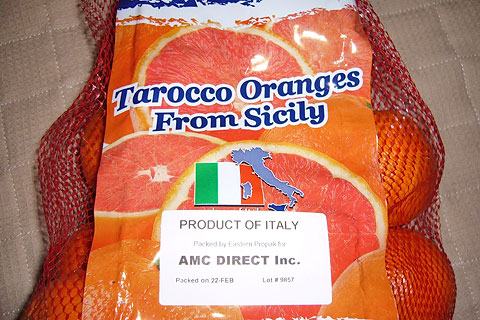 Tarocco Oranges
From Sicily
PRODUCT OF ITALY
Packed by Eastern Propak for
AMC DIRECT Inc.
Packed on 22-FEB Lot # 9857